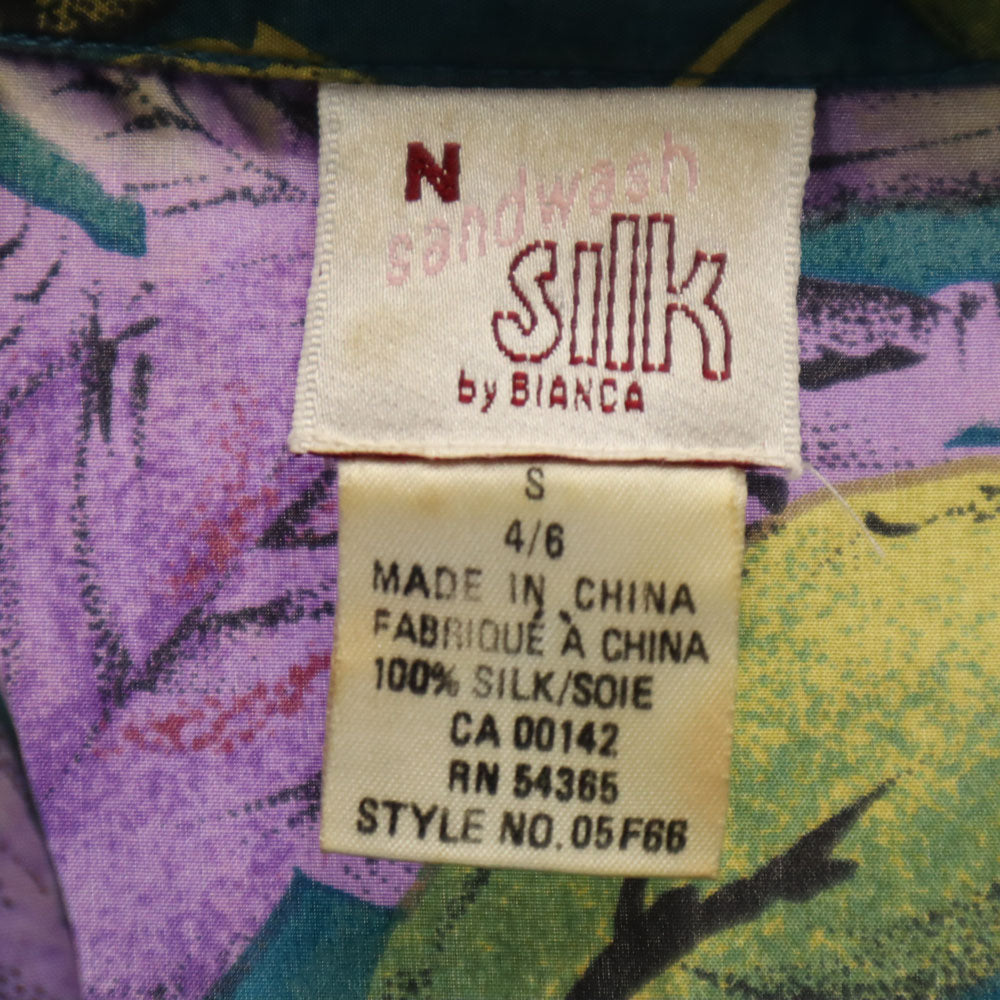 N
sandwash
silk
by BIANCA
S
4/6
MADE IN CHINA
FABRIQUÉ À CHINA
100% SILK/SOIE
CA 00142
RN 54365
STYLE NO. 05F66